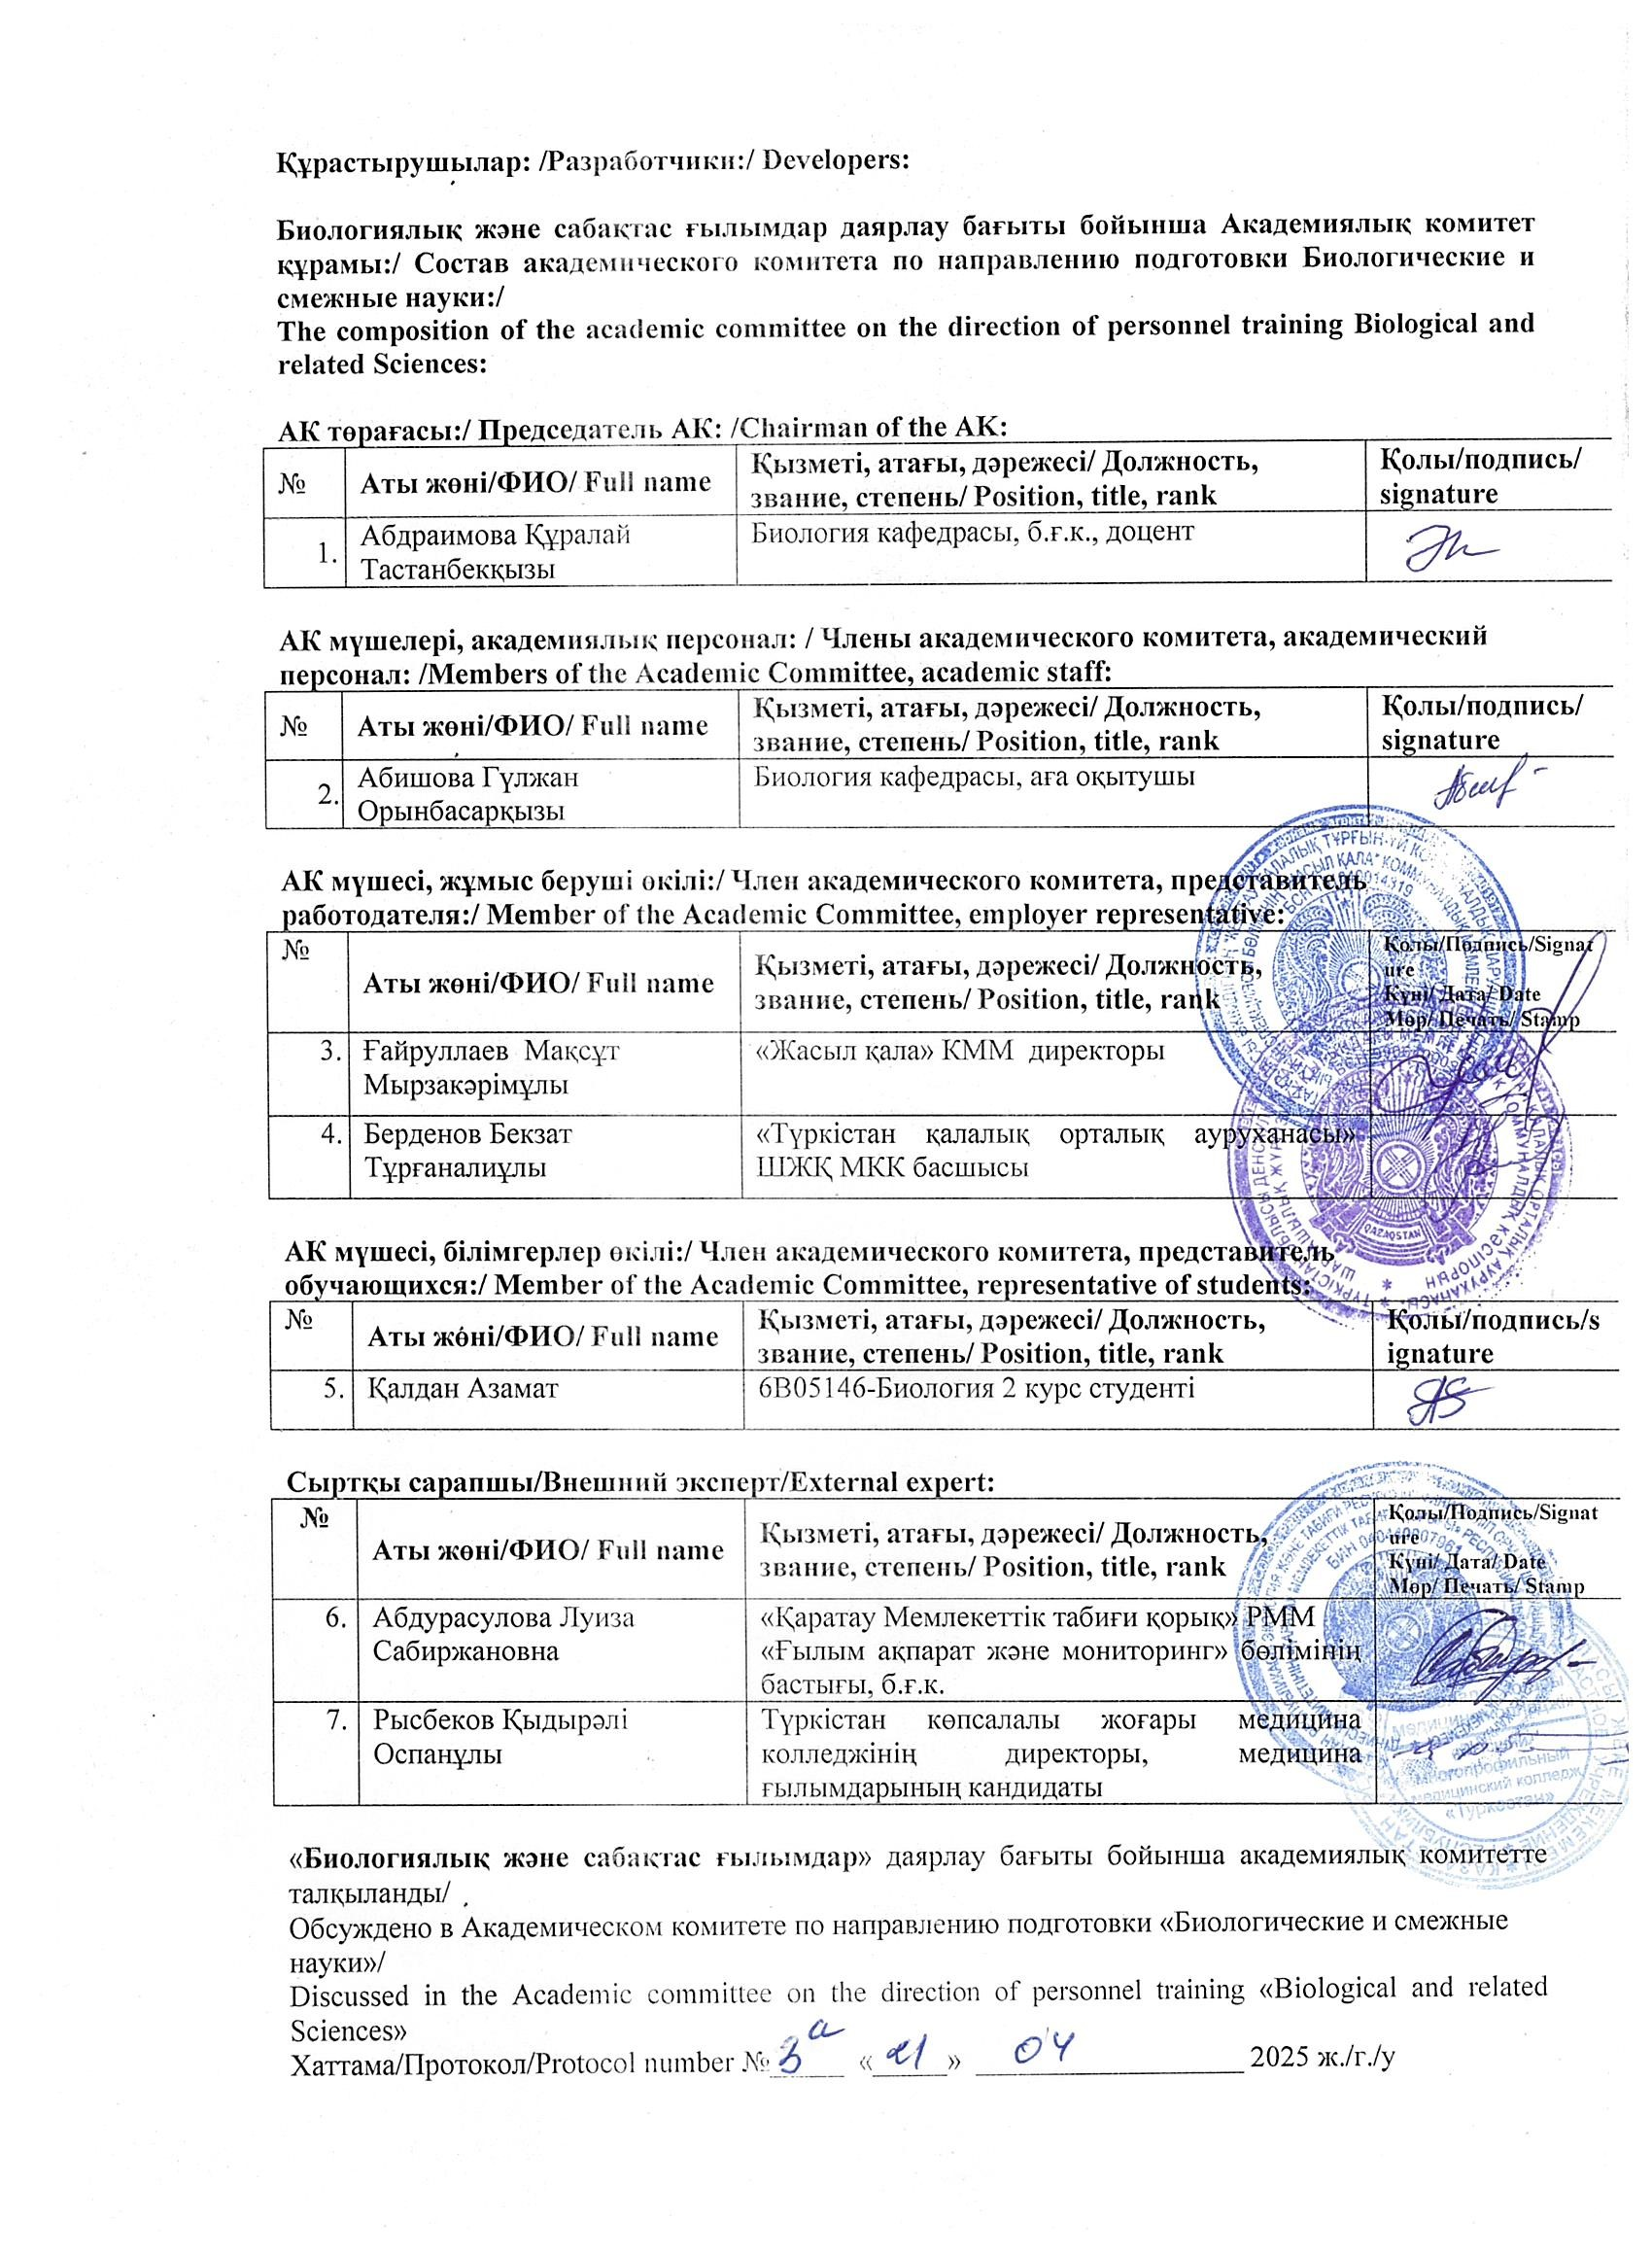 Құрастырушылар: /Разработчики:/ Developers:
Биологиялық және сабақтас ғылымдар даярлау бағыты бойынша Академиялық комитет
құрамы:/ Состав академического комитета по направлению подготовки Биологические и
смежные науки:/
The composition of the academic committee on the direction of personnel training Biological and
related Sciences:
АК төрағасы:/ Председатель АК: /Chairman of the AK:
№ Аты жөні/ФИО/ Full name Қызметі, атағы, дәрежесі/ Должность, Қолы/подпись/
звание, степень/ Position, title, rank signature
1. Абдраимова Құралай Биология кафедрасы, б.ғ.к., доцент
Тастанбекқызы
АК мүшелері, академиялық персонал: / Члены академического комитета, академический
персонал: /Members of the Academic Committee, academic staff:
№ Аты жөні/ФИО/ Full name Қызметі, атағы, дәрежесі/ Должность, Қолы/подпись/
звание, степень/ Position, title, rank signature
2. Абишова Гүлжан Биология кафедрасы, аға оқытушы
Орынбасарқызы
АК мүшесі, жұмыс беруші өкілі:/ Член академического комитета, представитель
работодателя:/ Member of the Academic Committee, employer representative:
№ Аты жөні/ФИО/ Full name Қызметі, атағы, дәрежесі/ Должность,
звание, степень/ Position, title, rank
Қолы/Подпись/Signat
ure
Күні/ Дата/ Date
Мөр/ Печать/ Stamp
3. Ғайруллаев Мақсұт «Жасыл қала» КММ директоры
Мырзакәрімұлы
4. Берденов Бекзат «Түркістан қалалық орталық ауруханасы»
Тұрғаналиұлы ШЖҚ МКК басшысы
QAZAQSTAN
АК мүшесі, білімгерлер өкілі:/ Член академического комитета, представитель
обучающихся:/ Member of the Academic Committee, representative of students:
№ Аты жөні/ФИО/ Full name Қызметі, атағы, дәрежесі/ Должность, Қолы/подпись/s
звание, степень/ Position, title, rank ignature
5. Қалдан Азамат 6В05146-Биология 2 курс студенті
Сыртқы сарапшы/Внешний эксперт/External expert:
№ Аты жөні/ФИО/ Full name Қызметі, атағы, дәрежесі/ Должность,
звание, степень/ Position, title, rank
Қолы/Подпись/Signat
ure
Күні/ Дата/ Date
Мөр/ Печать/ Stamp
6. Абдурасулова Луиза «Қаратау Мемлекеттік табиғи қорық» РММ
Сабиржановна «Ғылым ақпарат және мониторинг» бөлімінің
бастығы, б.ғ.к.
7. Рысбеков Қыдырәлі Түркістан көпсалалы жоғары медицина
Оспанұлы колледжінің директоры, медицина
ғылымдарының кандидаты
Многопрофильный
медицинский колледж
«Туркестан»
«Биологиялық және сабақтас ғылымдар» даярлау бағыты бойынша академиялық комитетте
талқыланды/
Обсуждено в Академическом комитете по направлению подготовки «Биологические и смежные
науки»/
Discussed in the Academic committee on the direction of personnel training «Biological and related
Sciences»
Хаттама/Протокол/Protocol number № 3а «21» 04 2025 ж./г./у